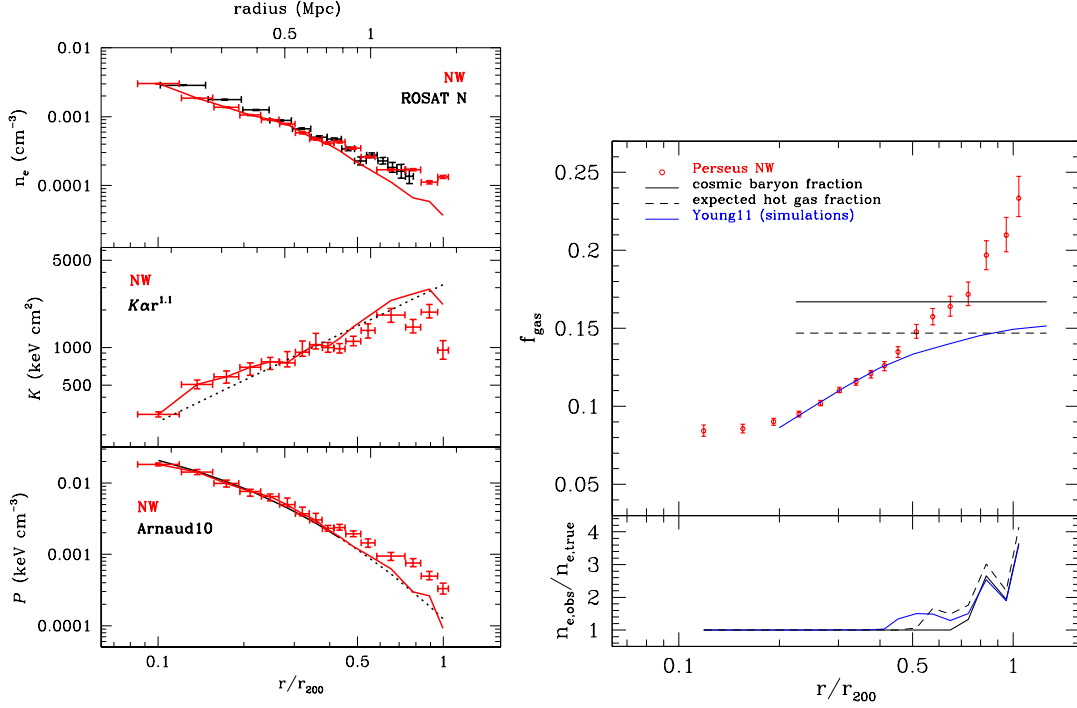 radius (Mpc)
0.5 1
0.01
0.001
0.0001
n_e (cm⁻³)
NW
ROSAT N
5000
1000
500
K (keV cm²)
NW
K∝r^1.1
0.01
0.001
0.0001
P (keV cm⁻³)
NW
Arnaud10
0.1 0.5 1
r/r₂₀₀
0.25
0.2
0.15
0.1
0.05
f_gas
Perseus NW
cosmic baryon fraction
expected hot gas fraction
Young11 (simulations)
4
3
2
1
n_e,obs/n_e,true
0.1 0.5 1
r/r₂₀₀